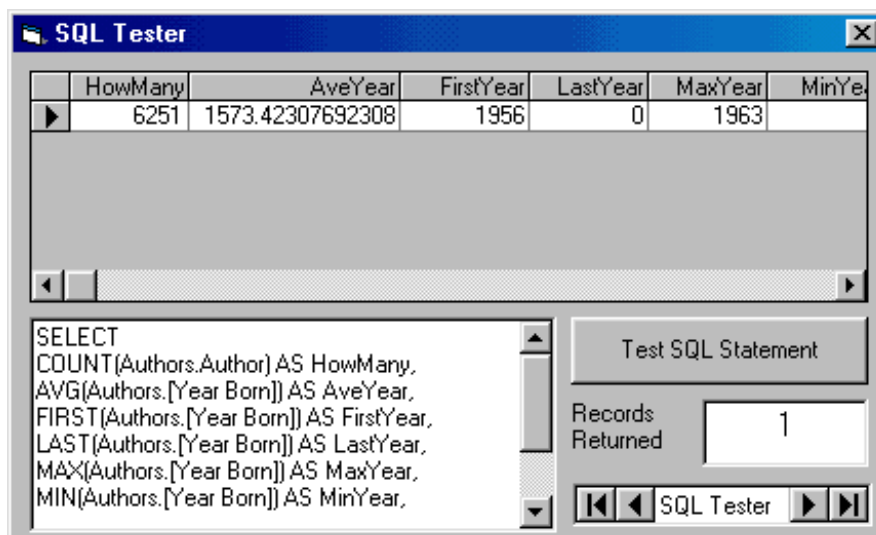 SQL Tester
HowMany AveYear FirstYear LastYear MaxYear
6251 1573.42307692308 1956 0 1963
SELECT
COUNT(Authors.Author) AS HowMany,
AVG(Authors.[Year Born]) AS AveYear,
FIRST(Authors.[Year Born]) AS FirstYear,
LAST(Authors.[Year Born]) AS LastYear,
MAX(Authors.[Year Born]) AS MaxYear,
MIN(Authors.[Year Born]) AS MinYear,
Test SQL Statement
Records
Returned
1
SQL Tester